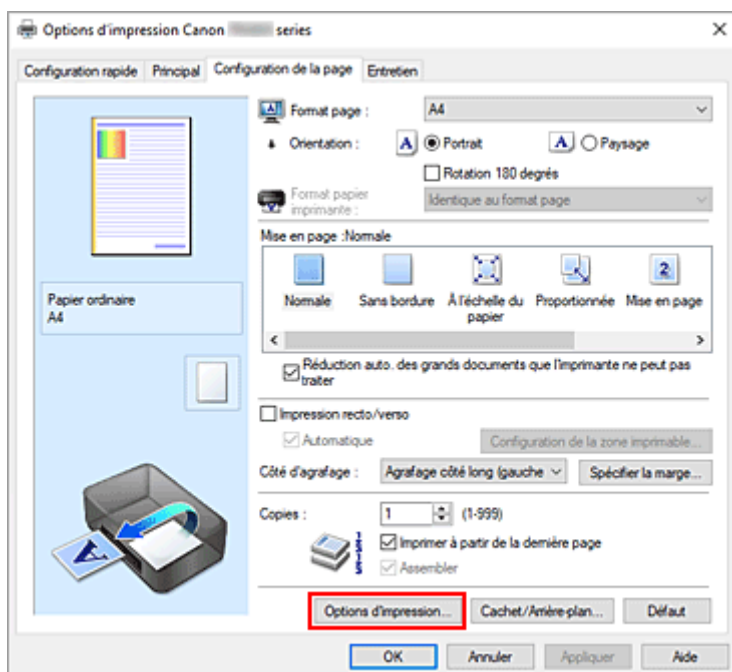 Options d'impression Canon series
Configuration rapide Principal Configuration de la page Entretien
Format page : A4
Orientation : A Portrait A Paysage
Rotation 180 degrés
Format papier
imprimante : Identique au format page
Mise en page :Normale
2
Normale Sans bordure À l'échelle du
papier Proportionnée Mise en page
Papier ordinaire
A4
Réduction auto. des grands documents que l'imprimante ne peut pas
traiter
Impression recto/verso
Automatique Configuration de la zone imprimable...
Côté d'agrafage : Agrafage côté long (gauche Spécifier la marge...
Copies : 1 (1-999)
Imprimer à partir de la dernière page
Assembler
A
Options d'impression... Cachet/Arrière-plan... Défaut
OK Annuler Appliquer Aide